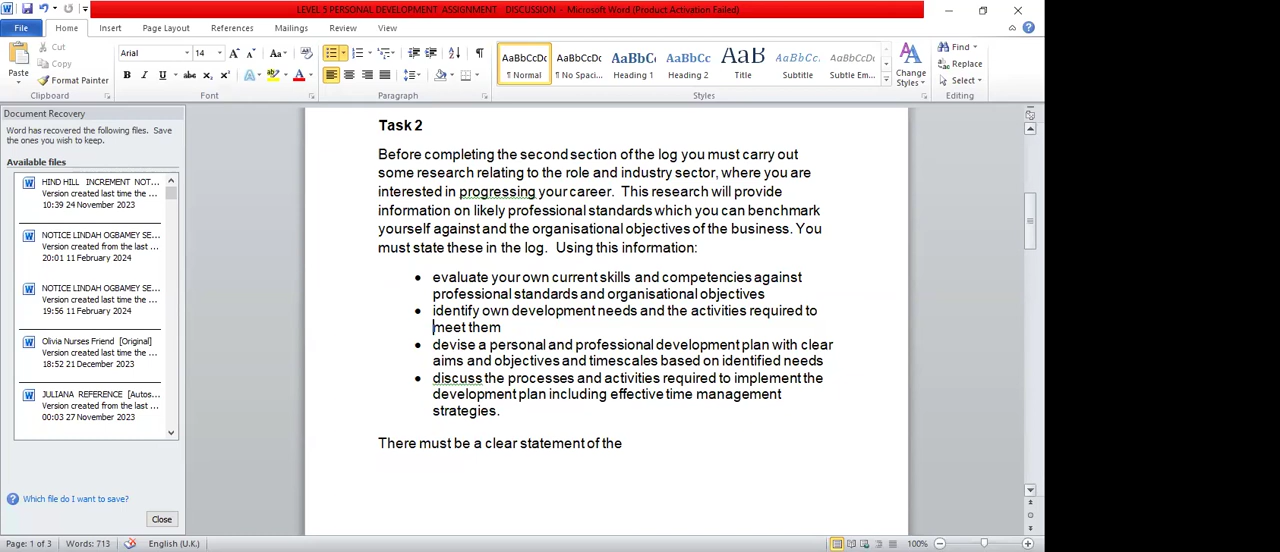 LEVEL 5 PERSONAL DEVELOPMENT ASSIGNMENT DISCUSSION - Microsoft Word (Product Activation Failed)
File Home Insert Page Layout References Mailings Review View
Cut Arial 14 Find
Copy AaBbCcDc AaBbCcDc AaBbCc AaBbCc AaB AaBbCcL AaBbCcDc Replace
Paste Format Painter ¶ Normal ¶ No Spaci... Heading 1 Heading 2 Title Subtitle Subtle Em... Change Styles Select
Clipboard Font Paragraph Styles Editing
Document Recovery
Word has recovered the following files. Save
the ones you wish to keep.
Available files
HIND HILL INCREMENT NOT...
Version created last time the ...
10:39 24 November 2023
NOTICE LINDAH OGBAMEY SE...
Version created from the last ...
20:01 11 February 2024
NOTICE LINDAH OGBAMEY SE...
Version created last time the ...
19:56 11 February 2024
Olivia Nurses Friend [Original]
Version created last time the ...
18:52 21 December 2023
JULIANA REFERENCE [Autos...
Version created last time the ...
00:03 27 November 2023
Which file do I want to save?
Close
Task 2
Before completing the second section of the log you must carry out
some research relating to the role and industry sector, where you are
interested in progressing your career. This research will provide
information on likely professional standards which you can benchmark
yourself against and the organisational objectives of the business. You
must state these in the log. Using this information:
• evaluate your own current skills and competencies against
professional standards and organisational objectives
• identify own development needs and the activities required to
meet them
• devise a personal and professional development plan with clear
aims and objectives and timescales based on identified needs
• discuss the processes and activities required to implement the
development plan including effective time management
strategies.
There must be a clear statement of the
Page: 1 of 3 Words: 713 English (U.K.) 100%